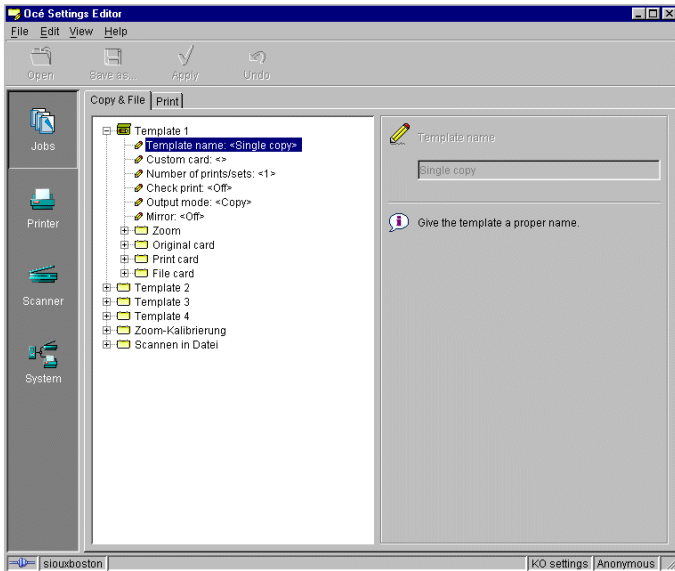 Océ Settings Editor
File Edit View Help
Open Save as... Apply Undo
Copy & File Print
Jobs
Printer
Scanner
System
Template 1
Template name: <Single copy>
Custom card: <>
Number of prints/sets: <1>
Check print: <Off>
Output mode: <Copy>
Mirror: <Off>
Zoom
Original card
Print card
File card
Template 2
Template 3
Template 4
Zoom-Kalibrierung
Scannen in Datei
Template name
Single copy
Give the template a proper name.
siouxboston KO settings Anonymous